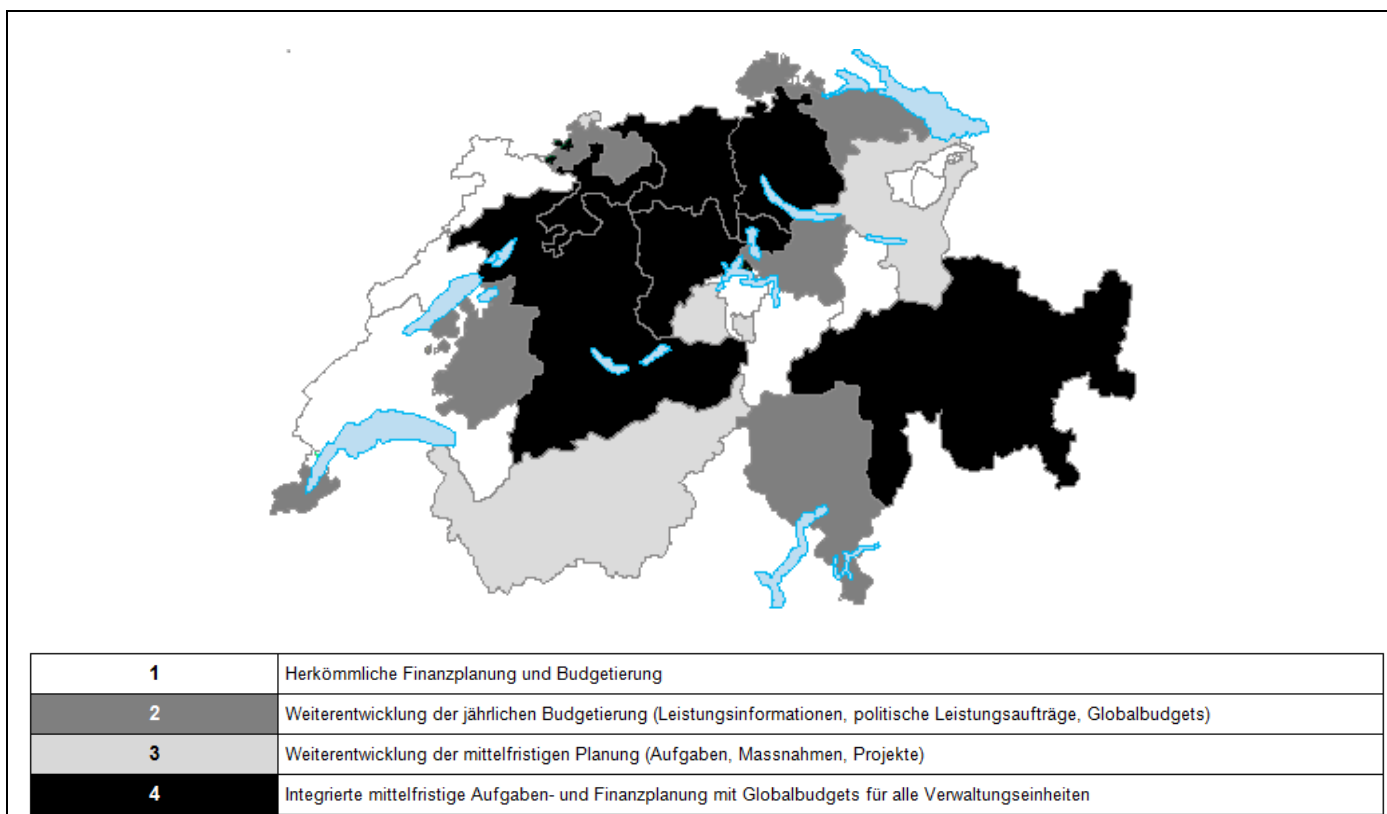 1 Herkömmliche Finanzplanung und Budgetierung
2 Weiterentwicklung der jährlichen Budgetierung (Leistungsinformationen, politische Leistungsaufträge, Globalbudgets)
3 Weiterentwicklung der mittelfristigen Planung (Aufgaben, Massnahmen, Projekte)
4 Integrierte mittelfristige Aufgaben- und Finanzplanung mit Globalbudgets für alle Verwaltungseinheiten